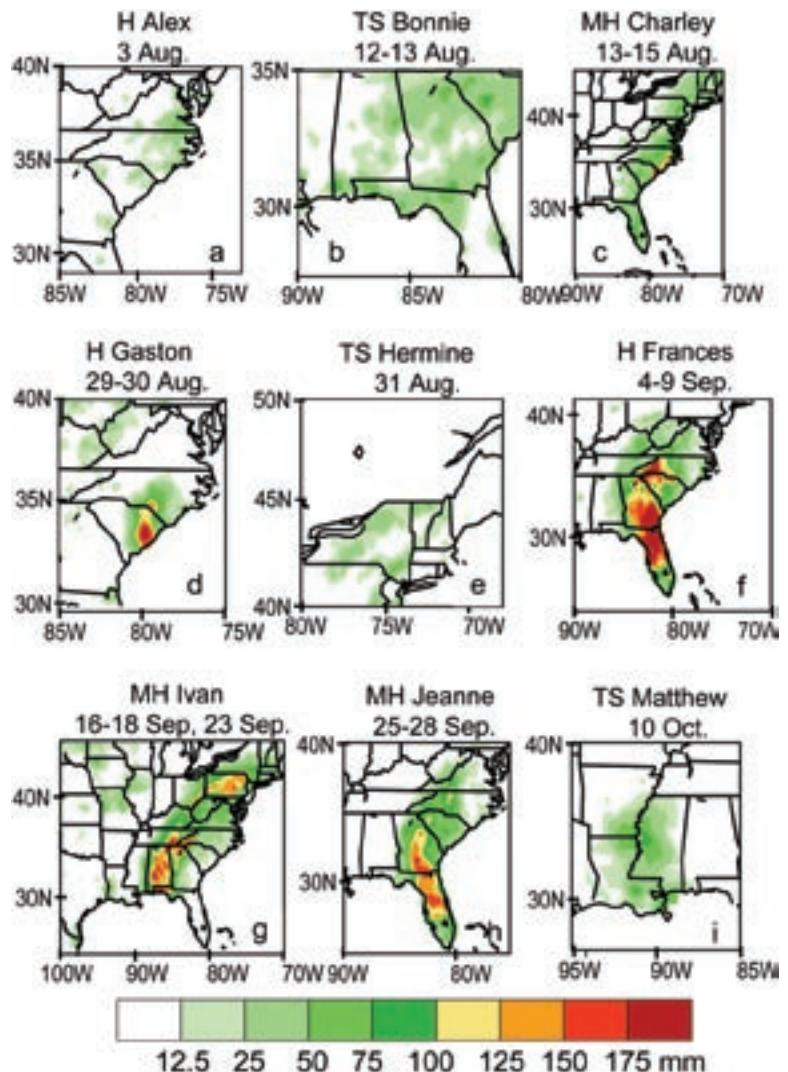 H Alex
3 Aug.
TS Bonnie
12-13 Aug.
MH Charley
13-15 Aug.
40N
35N
30N
85W 80W 75W
a
35N
30N
90W 85W 80W
b
40N
30N
90W 80W 70W
c
H Gaston
29-30 Aug.
TS Hermine
31 Aug.
H Frances
4-9 Sep.
40N
35N
30N
85W 80W 75W
d
50N
45N
40N
80W 75W 70W
e
40N
30N
90W 80W 70W
f
MH Ivan
16-18 Sep, 23 Sep.
MH Jeanne
25-28 Sep.
TS Matthew
10 Oct.
40N
30N
100W 90W 80W 70W
g
40N
30N
90W 80W
h
40N
30N
95W 90W 85W
i
12.5 25 50 75 100 125 150 175 mm